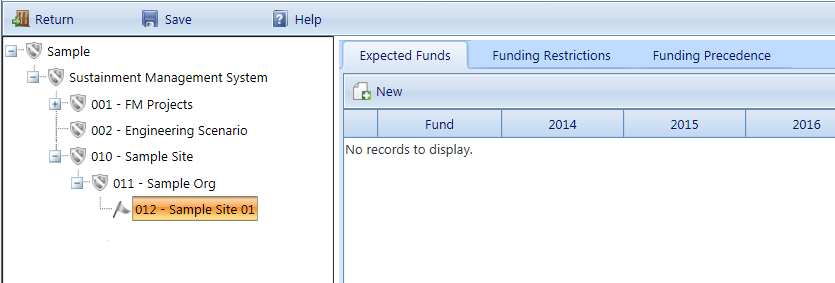 Return Save Help
Sample
Sustainment Management System
001 - FM Projects
002 - Engineering Scenario
010 - Sample Site
011 - Sample Org
012 - Sample Site 01
Expected Funds Funding Restrictions Funding Precedence
New
Fund 2014 2015 2016
No records to display.